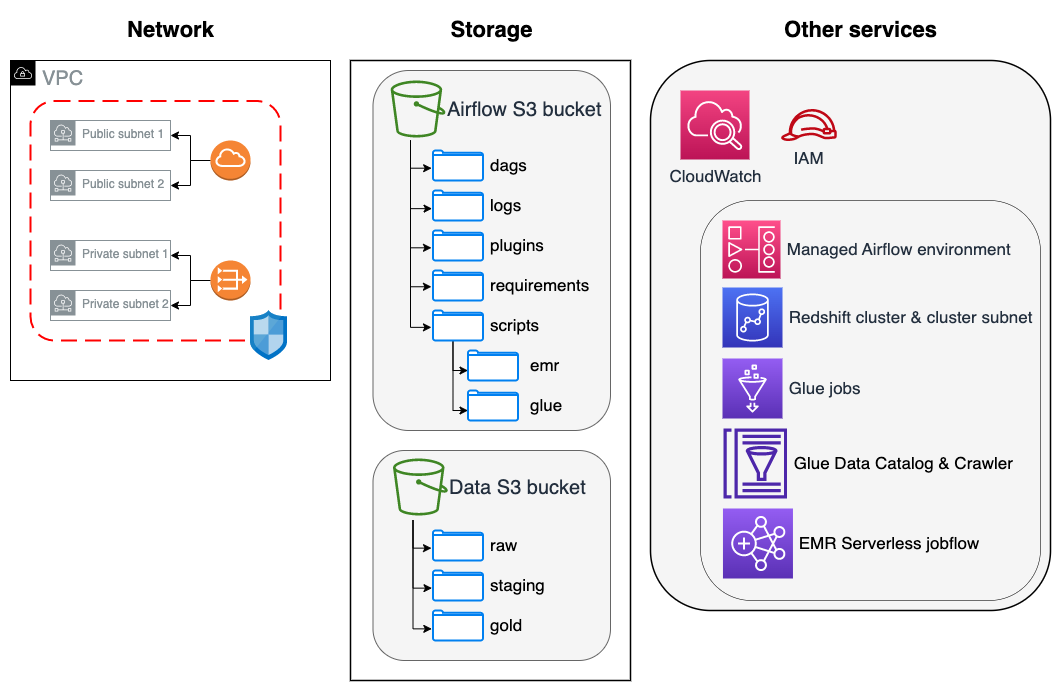 Network
VPC
Public subnet 1
Public subnet 2
Private subnet 1
Private subnet 2
Storage
Airflow S3 bucket
dags
logs
plugins
requirements
scripts
emr
glue
Data S3 bucket
raw
staging
gold
Other services
CloudWatch
IAM
Managed Airflow environment
Redshift cluster & cluster subnet
Glue jobs
Glue Data Catalog & Crawler
EMR Serverless jobflow